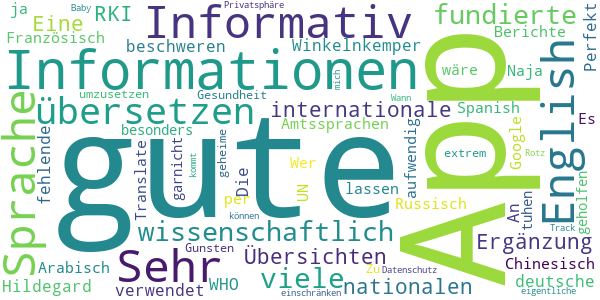 ja
Eine
RKI
Informativ
Privatsphäre
Baby
fundierte
Perfekt
Französisch
beschweren
Winkelnkemper
Berichte
Informationen
mich
wäre
Naja
umzusetzen
Gesundheit
Wann
Spanish
übersetzen
internationale
App
English
Sprache
fehlende
besonders
Amtssprachen
Es
gute
Translate
garnicht
kommt
geheime
Die
Wer
UN
aufwendig
extrem
Google
Rotz
per
lassen
Russisch
An
tuhen
geholfen
können
wissenschaftlich
Track
Arabisch
Sehr
Gunsten
Übersichten
Ergänzung
WHO
viele
Zu
Datenschutz
Chinesisch
nationalen
deutsche
Hildegard
verwendet
einschränken
eigentliche